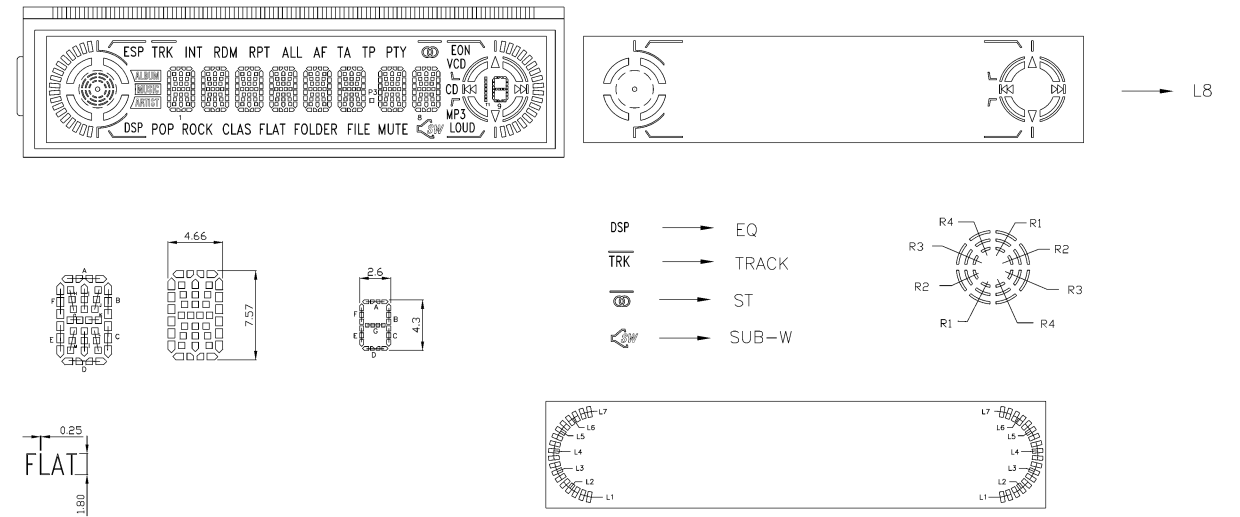 ESP TRK INT RDM RPT ALL AF TA TP PTY EON
VCD
ALBUM
MUSIC
ARTIST
P3
CD
1
8
9
MP3
DSP POP ROCK CLAS FLAT FOLDER FILE MUTE SW LOUD
L8
DSP EQ
TRK TRACK
ST
SW SUB-W
R4 R1
R3 R2
R2 R3
R1 R4
4.66
7.57
A
F B
E C
D
2.6
4.3
A
F B
G
E C
D
0.25
FLAT
1.80
L7 L7
L6 L6
L5 L5
L4 L4
L3 L3
L2 L2
L1 L1